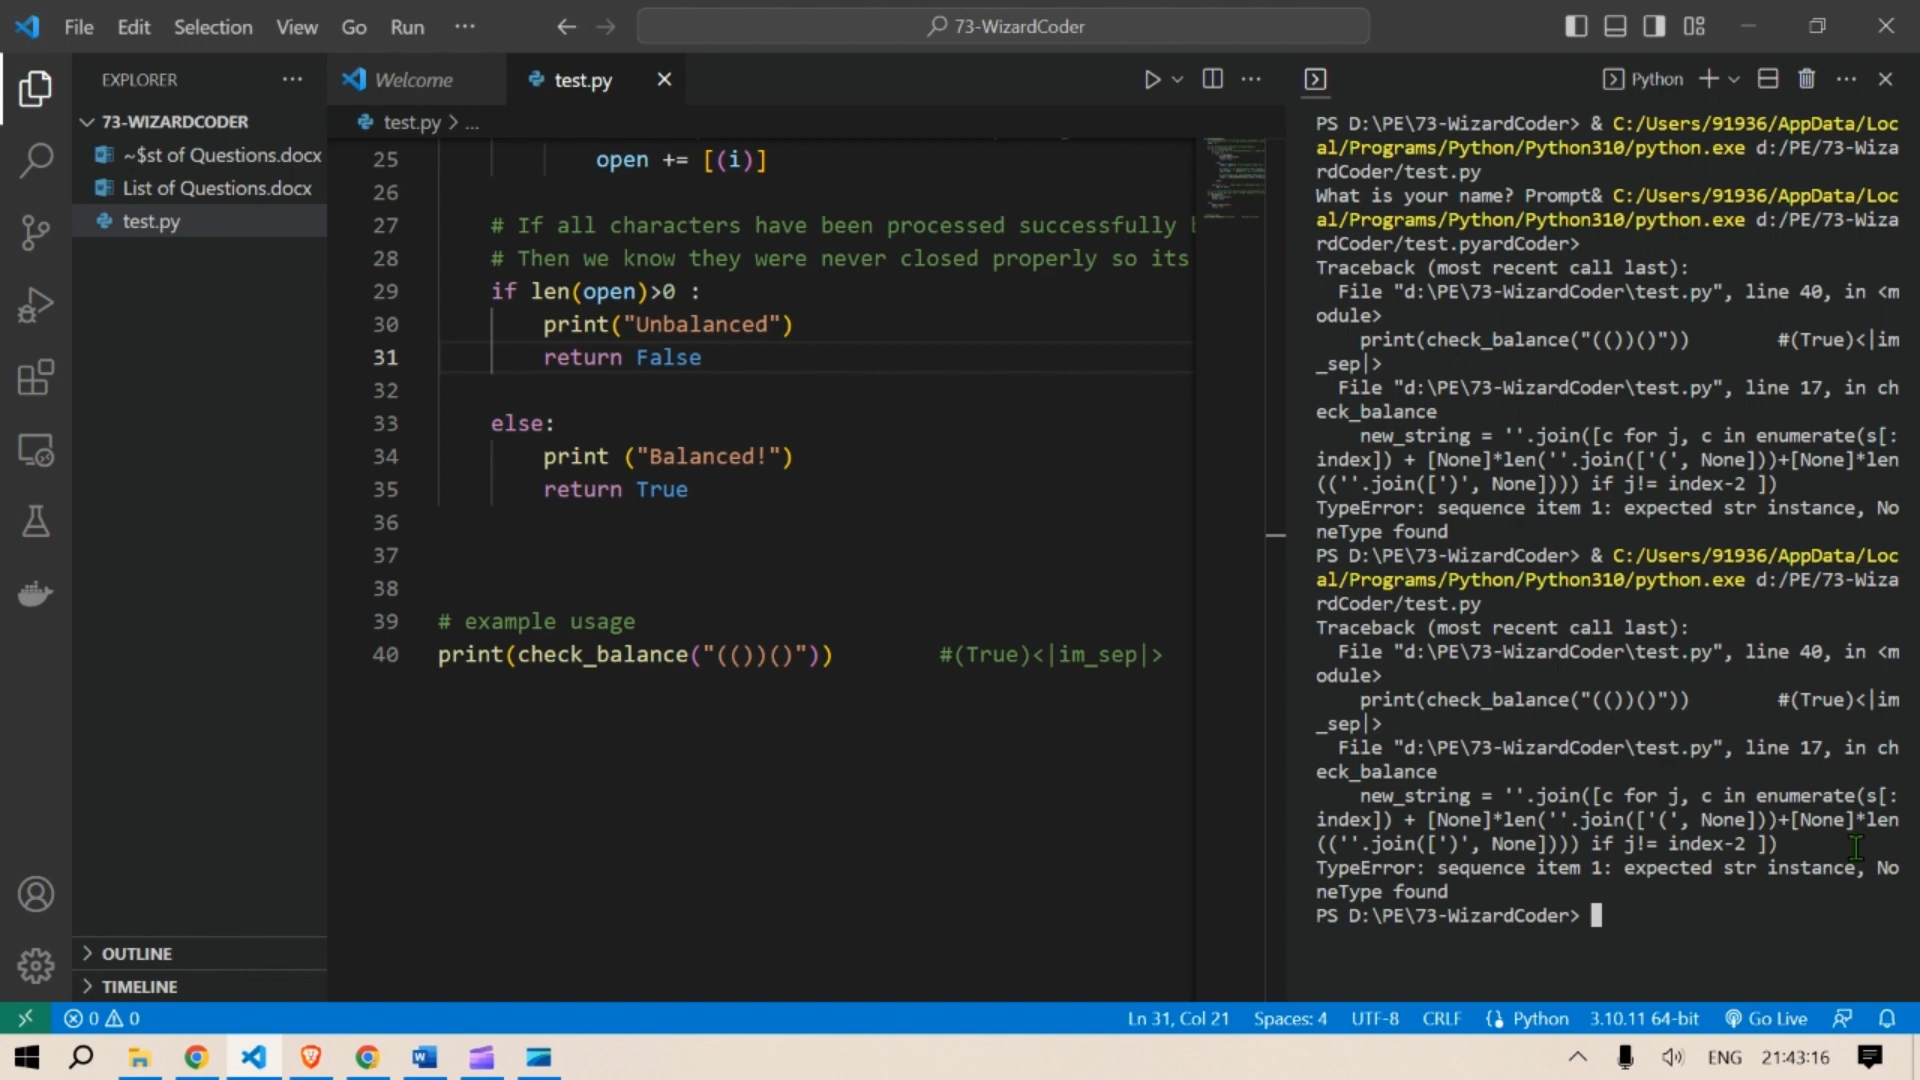 File Edit Selection View Go Run ···
73-WizardCoder
EXPLORER ···
73-WIZARDCODER
~$st of Questions.docx
List of Questions.docx
test.py
OUTLINE
TIMELINE
Welcome
test.py
test.py > ...
25 open += [(i)]
26
27 # If all characters have been processed successfully
28 # Then we know they were never closed properly so its
29 if len(open)>0 :
30 print("Unbalanced")
31 return False
32
33 else:
34 print ("Balanced!")
35 return True
36
37
38
39 # example usage
40 print(check_balance("(())()")) #(True)<|im_sep|>
Python
PS D:\PE\73-WizardCoder> & C:/Users/91936/AppData/Loc
al/Programs/Python/Python310/python.exe d:/PE/73-Wiza
rdCoder/test.py
What is your name? Prompt& C:/Users/91936/AppData/Loc
al/Programs/Python/Python310/python.exe d:/PE/73-Wiza
rdCoder/test.pyardCoder>
Traceback (most recent call last):
File "d:\PE\73-WizardCoder\test.py", line 40, in <m
odule>
print(check_balance("(())()")) #(True)<|im
_sep|>
File "d:\PE\73-WizardCoder\test.py", line 17, in ch
eck_balance
new_string = ''.join([c for j, c in enumerate(s[:
index]) + [None]*len(''.join(['(', None]))+[None]*len
((''.join([')', None]))) if j!= index-2 ])
TypeError: sequence item 1: expected str instance, No
neType found
PS D:\PE\73-WizardCoder> & C:/Users/91936/AppData/Loc
al/Programs/Python/Python310/python.exe d:/PE/73-Wiza
rdCoder/test.py
Traceback (most recent call last):
File "d:\PE\73-WizardCoder\test.py", line 40, in <m
odule>
print(check_balance("(())()")) #(True)<|im
_sep|>
File "d:\PE\73-WizardCoder\test.py", line 17, in ch
eck_balance
new_string = ''.join([c for j, c in enumerate(s[:
index]) + [None]*len(''.join(['(', None]))+[None]*len
((''.join([')', None]))) if j!= index-2 ])
TypeError: sequence item 1: expected str instance, No
neType found
PS D:\PE\73-WizardCoder>
0 0
Ln 31, Col 21 Spaces: 4 UTF-8 CRLF Python 3.10.11 64-bit Go Live
ENG 21:43:16